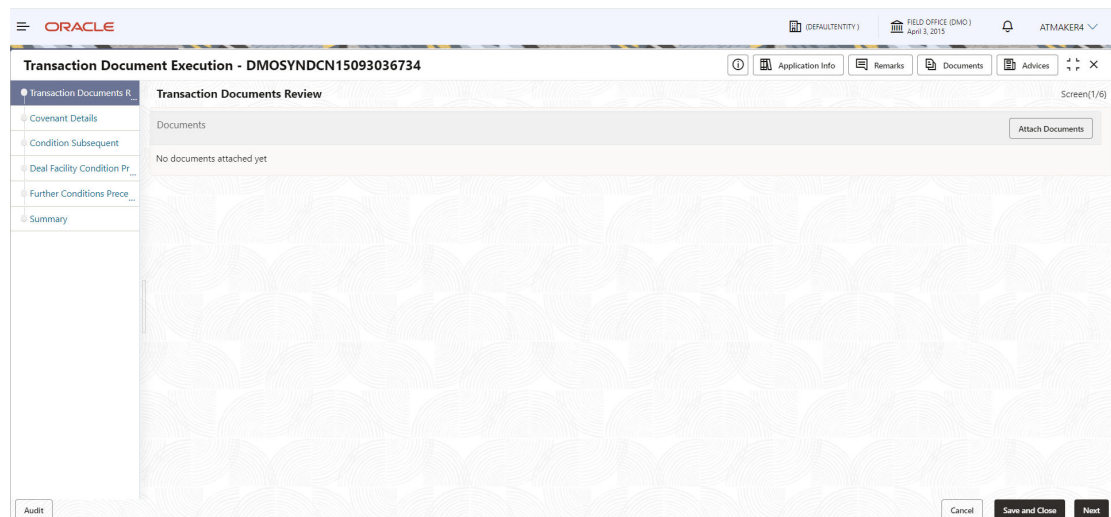 ORACLE
(DEFAULTENTITY )
FIELD OFFICE (DMO )
April 3, 2015
ATMAKER4
Transaction Document Execution - DMOSYNDCN15093036734
Application Info
Remarks
Documents
Advices
Transaction Documents R...
Covenant Details
Condition Subsequent
Deal Facility Condition Pr...
Further Conditions Prece...
Summary
Transaction Documents Review
Screen(1/6)
Documents
Attach Documents
No documents attached yet
Audit
Cancel
Save and Close
Next